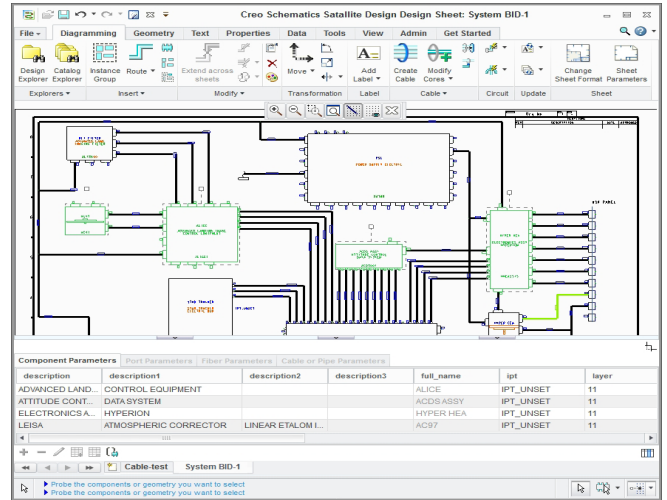 Creo Schematics Satallite Design Design Sheet: System BID-1
File Diagramming Geometry Text Properties Data Tools View Admin Get Started
Design Explorer Catalog Explorer Instance Group Route Extend across sheets Move Add Label Create Cable Modify Cores Change Sheet Format Sheet Parameters
Explorers Insert Modify Transformation Label Cable Circuit Update Sheet
PSU
ALICE
Component Parameters Port Parameters Fiber Parameters Cable or Pipe Parameters
description description1 description2 description3 full_name ipt layer
ADVANCED LAND... CONTROL EQUIPMENT ALICE IPT_UNSET 11
ATTITUDE CONT... DATA SYSTEM ACDS ASSY IPT_UNSET 11
ELECTRONICS A... HYPERION HYPER HEA IPT_UNSET 11
LEISA ATMOSPHERIC CORRECTOR LINEAR ETALOM I... AC97 IPT_UNSET 11
Cable-test System BID-1
Probe the components or geometry you want to select
Probe the components or geometry you want to select